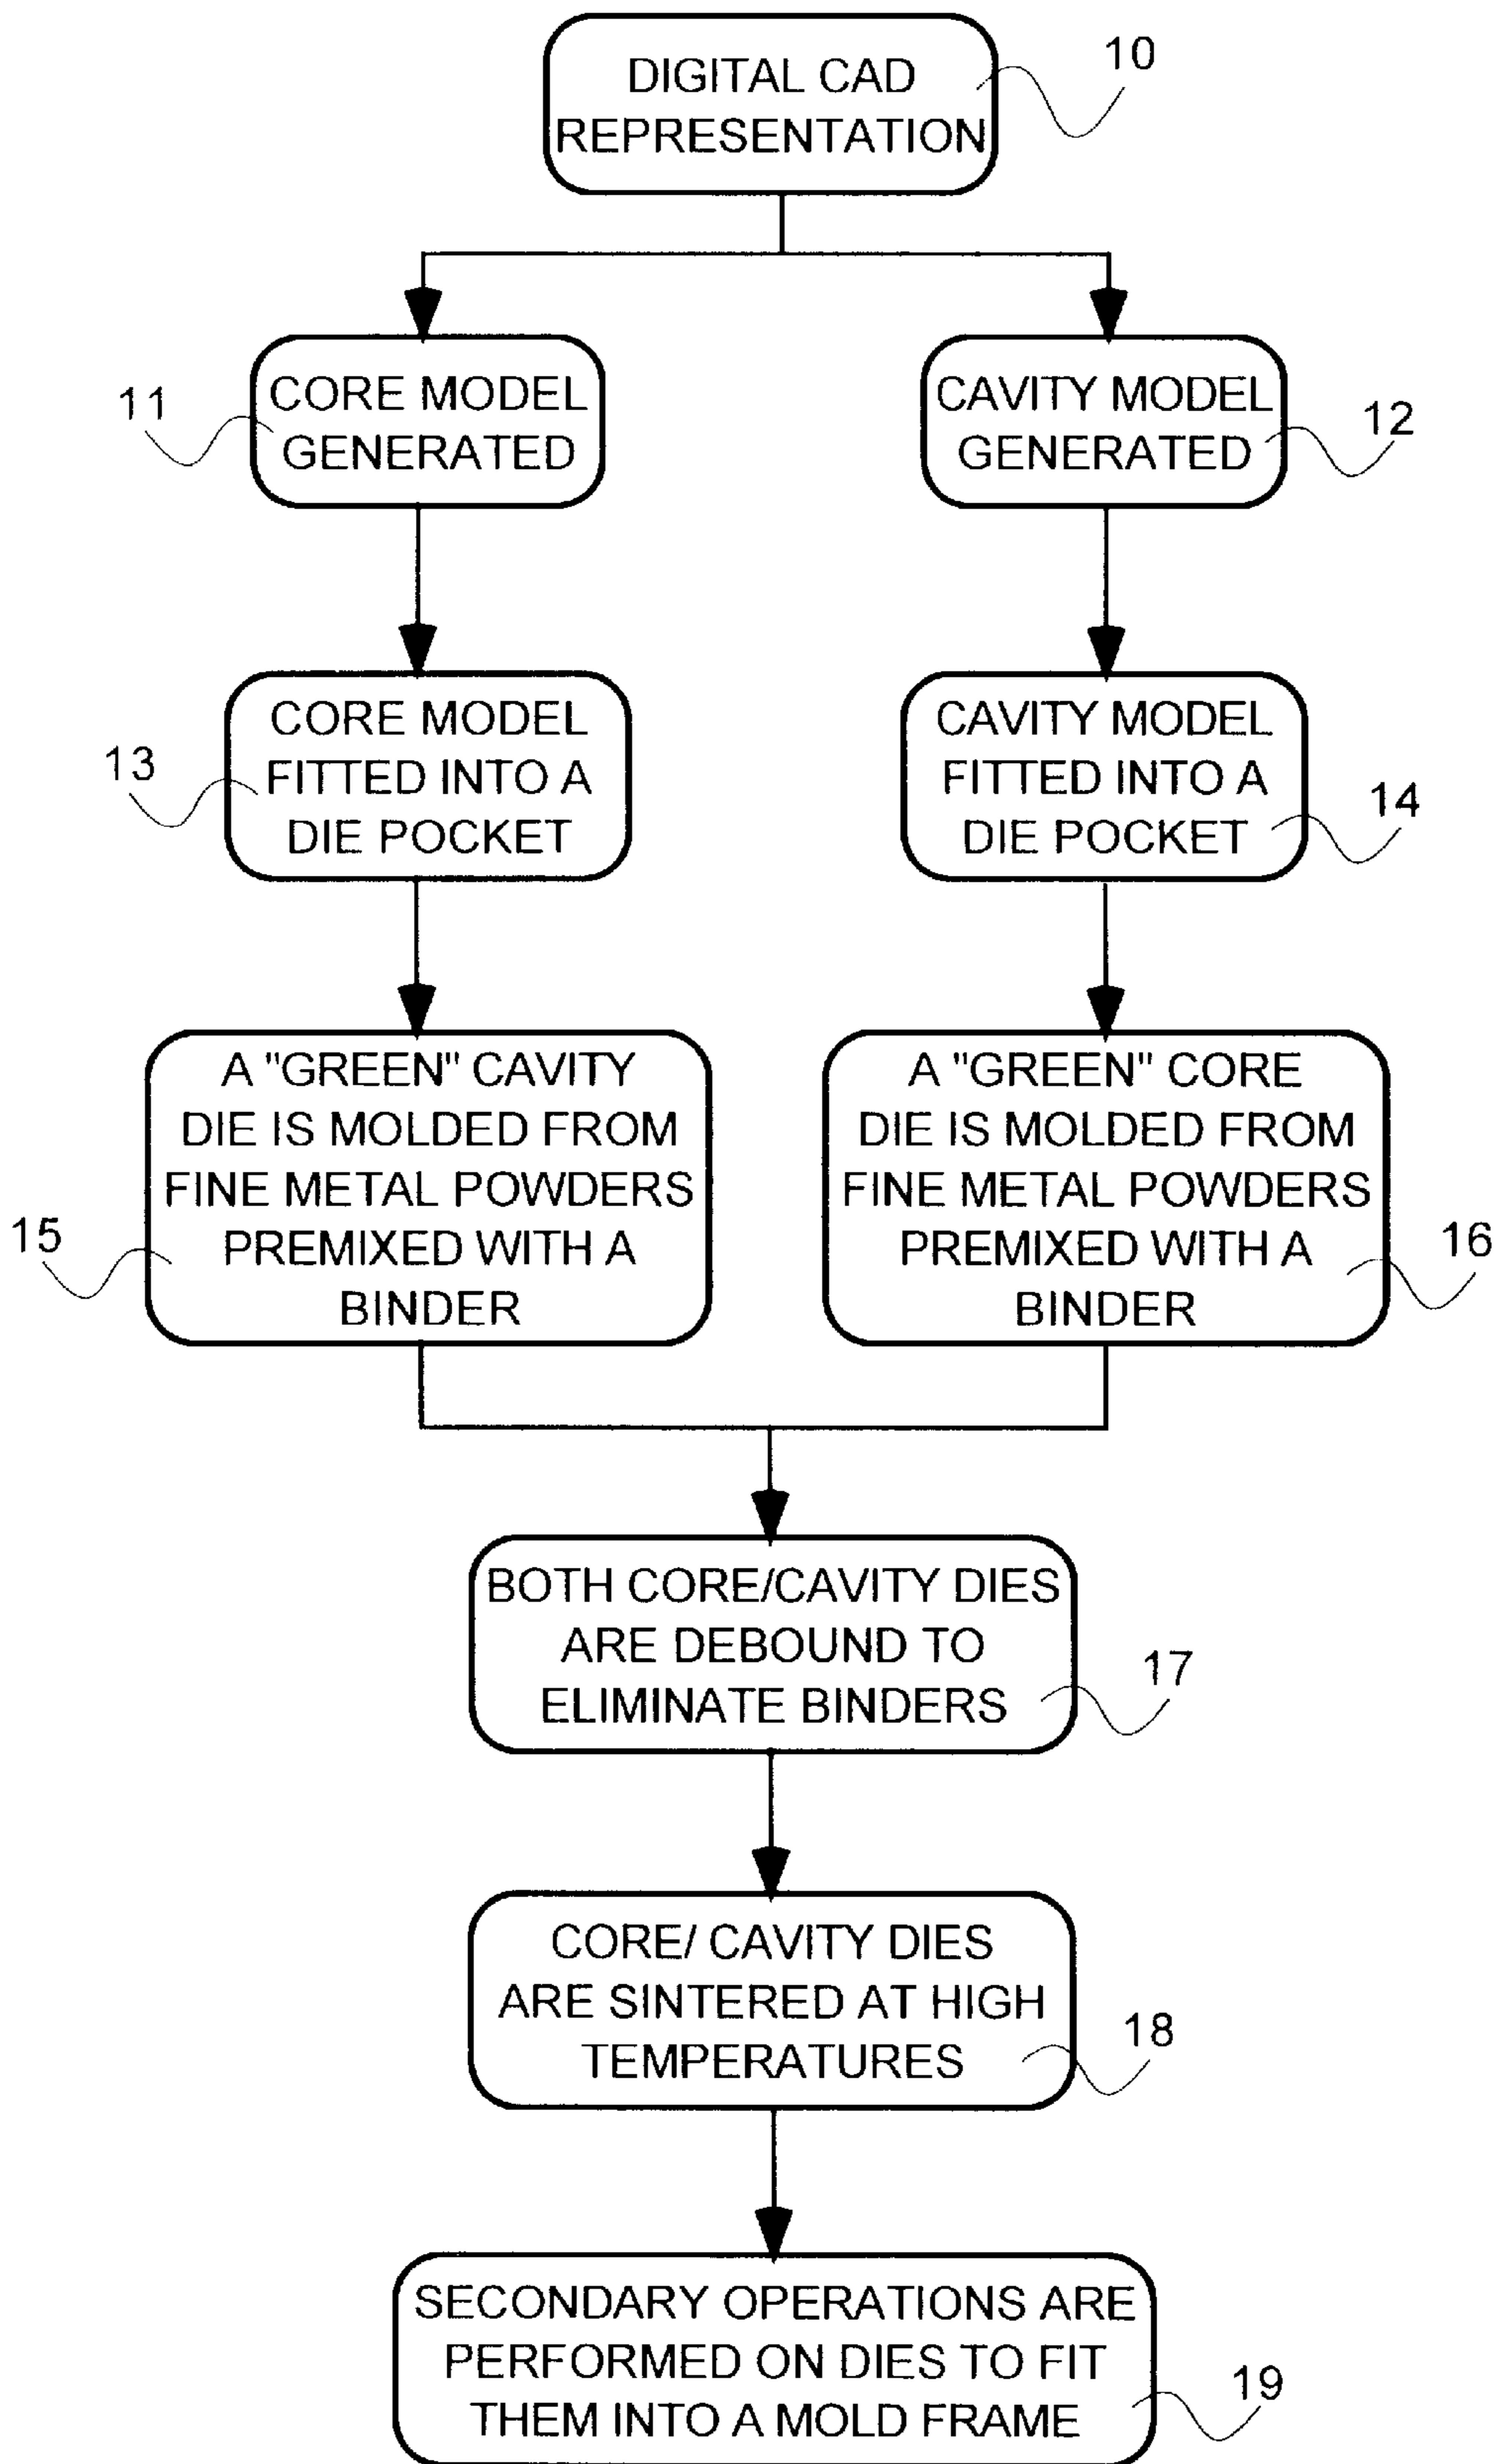 DIGITAL CAD
REPRESENTATION
10
CORE MODEL
GENERATED
11
CAVITY MODEL
GENERATED
12
CORE MODEL
FITTED INTO A
DIE POCKET
13
CAVITY MODEL
FITTED INTO A
DIE POCKET
14
A "GREEN" CAVITY
DIE IS MOLDED FROM
FINE METAL POWDERS
PREMIXED WITH A
BINDER
15
A "GREEN" CORE
DIE IS MOLDED FROM
FINE METAL POWDERS
PREMIXED WITH A
BINDER
16
BOTH CORE/CAVITY DIES
ARE DEBOUND TO
ELIMINATE BINDERS
17
CORE/ CAVITY DIES
ARE SINTERED AT HIGH
TEMPERATURES
18
SECONDARY OPERATIONS ARE
PERFORMED ON DIES TO FIT
THEM INTO A MOLD FRAME
19